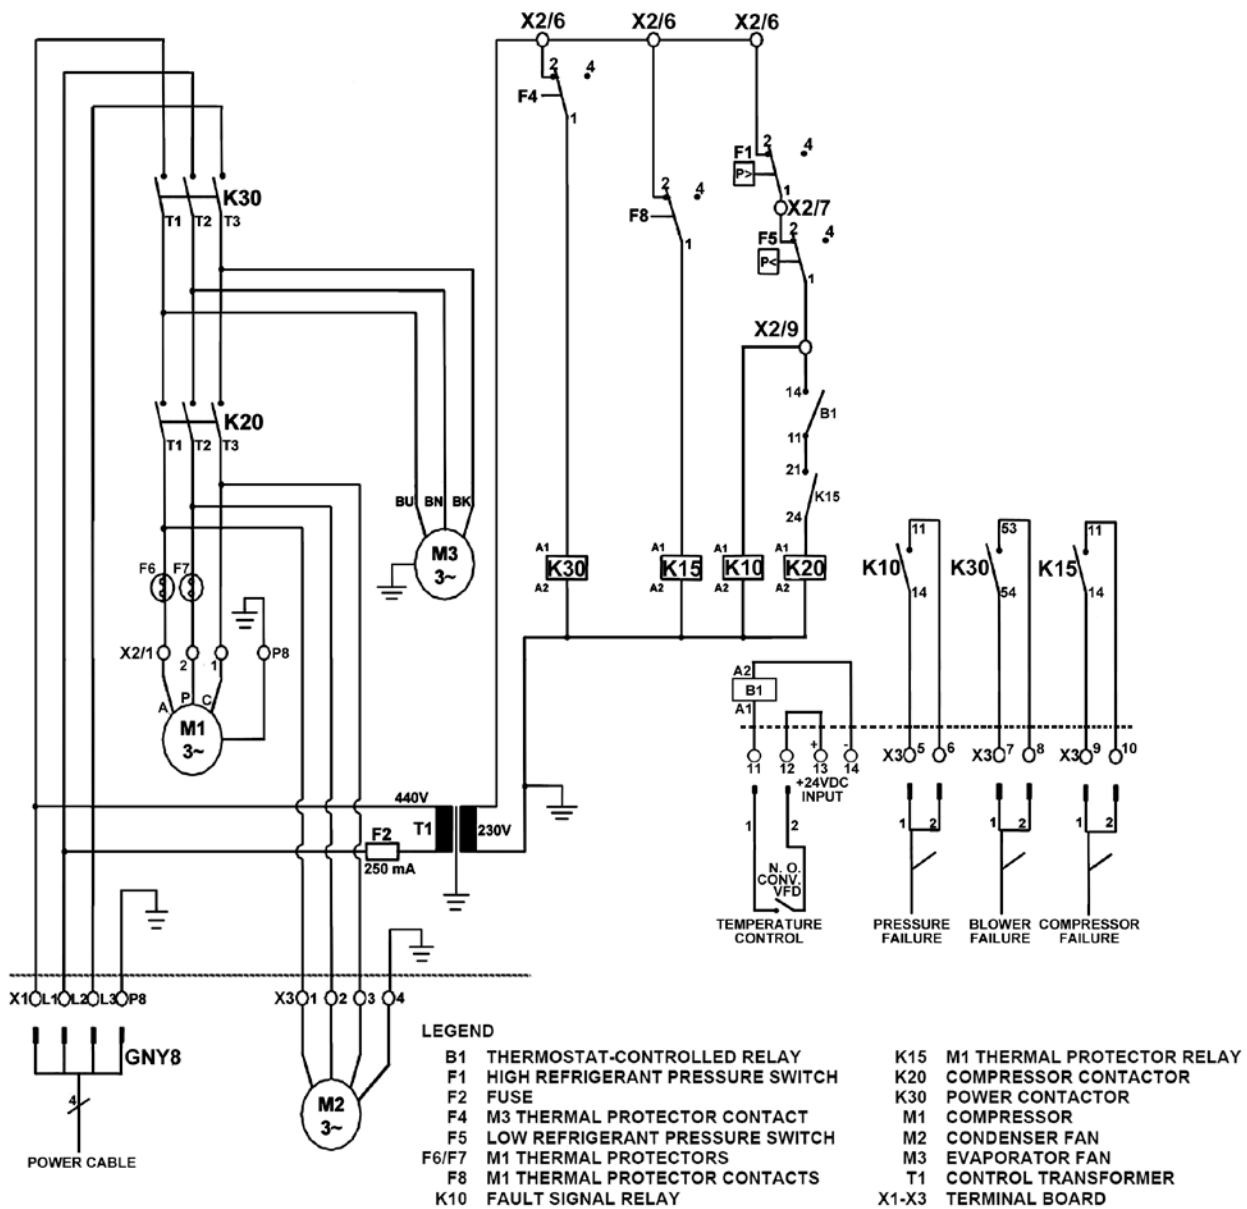 X2/6 X2/6 X2/6
2 4
F4
1
2 4
F1
P>
1
X2/7
2 4
F8
1
2 4
F5
P<
1
K30
T1 T2 T3
X2/9
14
B1
11
21
K15
24
K20
T1 T2 T3
BU BN BK
M3
3~
F6 F7
A1 K30 A2
A1 K15 A2
A1 K10 A2
A1 K20 A2
11 K10 14
53 K30 54
11 K15 14
X2/1 2 1 P8
A P C
M1
3~
A2
B1
A1
11 12 13 14
+ -
+24VDC
INPUT
X3 5 6
X3 7 8
X3 9 10
1 2
1 2
1 2
1 2
440V
T1
230V
F2
250 mA
N. O.
CONV.
VFD
TEMPERATURE
CONTROL
PRESSURE
FAILURE
BLOWER
FAILURE
COMPRESSOR
FAILURE
X1 L1 L2 L3 P8
GNY8
4
POWER CABLE
X3 1 2 3 4
M2
3~
LEGEND
B1 THERMOSTAT-CONTROLLED RELAY
F1 HIGH REFRIGERANT PRESSURE SWITCH
F2 FUSE
F4 M3 THERMAL PROTECTOR CONTACT
F5 LOW REFRIGERANT PRESSURE SWITCH
F6/F7 M1 THERMAL PROTECTORS
F8 M1 THERMAL PROTECTOR CONTACTS
K10 FAULT SIGNAL RELAY
K15 M1 THERMAL PROTECTOR RELAY
K20 COMPRESSOR CONTACTOR
K30 POWER CONTACTOR
M1 COMPRESSOR
M2 CONDENSER FAN
M3 EVAPORATOR FAN
T1 CONTROL TRANSFORMER
X1-X3 TERMINAL BOARD